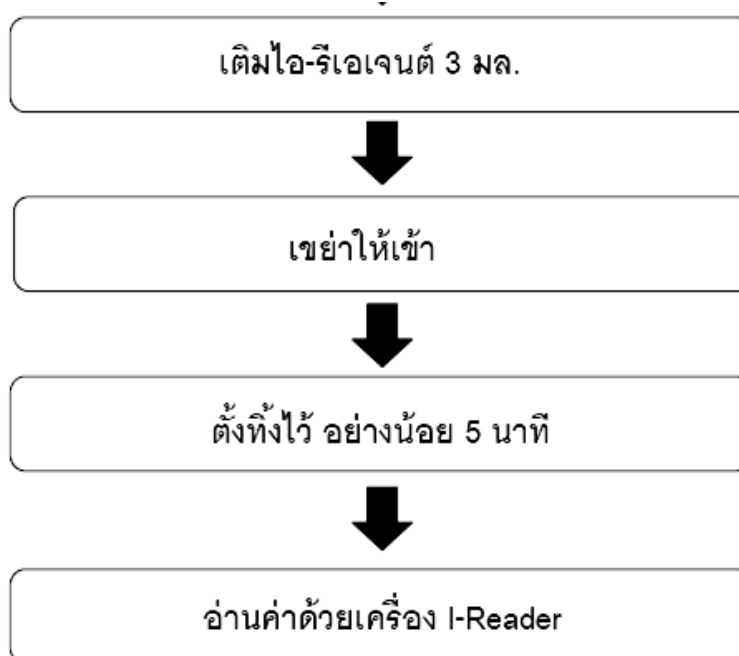 เติมไอ-รีเอเจนต์ 3 มล.
เขย่าให้เข้า
ตั้งทิ้งไว้ อย่างน้อย 5 นาที
อ่านค่าด้วยเครื่อง I-Reader